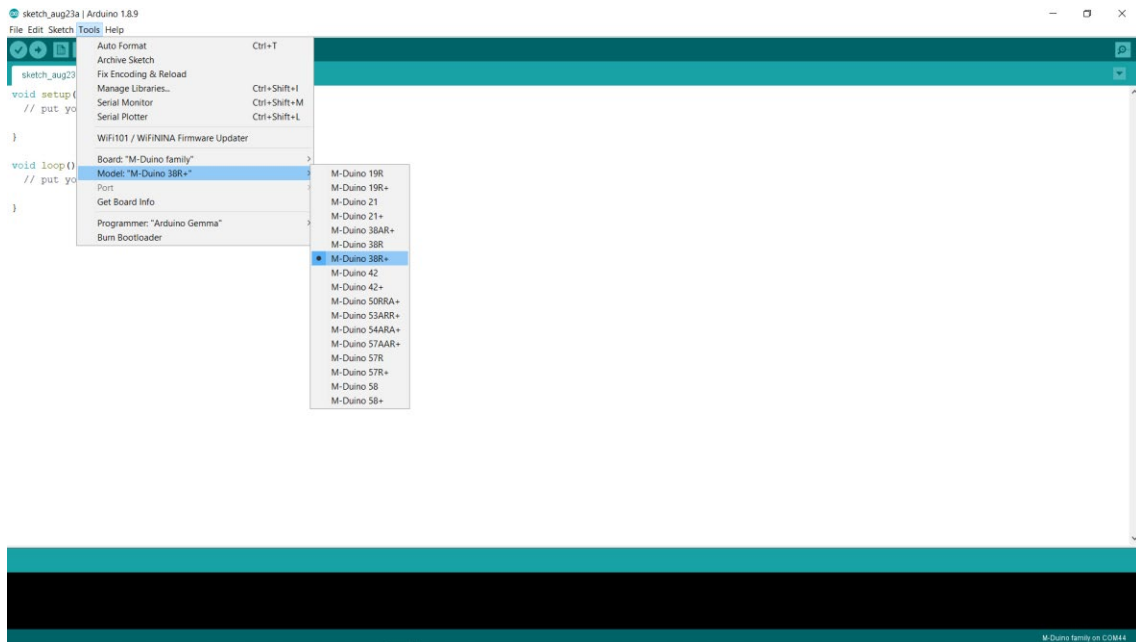 sketch_aug23a | Arduino 1.8.9
File Edit Sketch Tools Help
sketch_aug23
void setup(
// put yo
}
void loop()
// put yo
}
Auto Format Ctrl+T
Archive Sketch
Fix Encoding & Reload
Manage Libraries... Ctrl+Shift+I
Serial Monitor Ctrl+Shift+M
Serial Plotter Ctrl+Shift+L
WiFi101 / WiFiNINA Firmware Updater
Board: "M-Duino family"
Model: "M-Duino 38R+"
Port
Get Board Info
Programmer: "Arduino Gemma"
Burn Bootloader
M-Duino 19R
M-Duino 19R+
M-Duino 21
M-Duino 21+
M-Duino 38AR+
M-Duino 38R
M-Duino 38R+
M-Duino 42
M-Duino 42+
M-Duino 50RRA+
M-Duino 53ARR+
M-Duino 54ARA+
M-Duino 57AAR+
M-Duino 57R
M-Duino 57R+
M-Duino 58
M-Duino 58+
M-Duino family on COM44